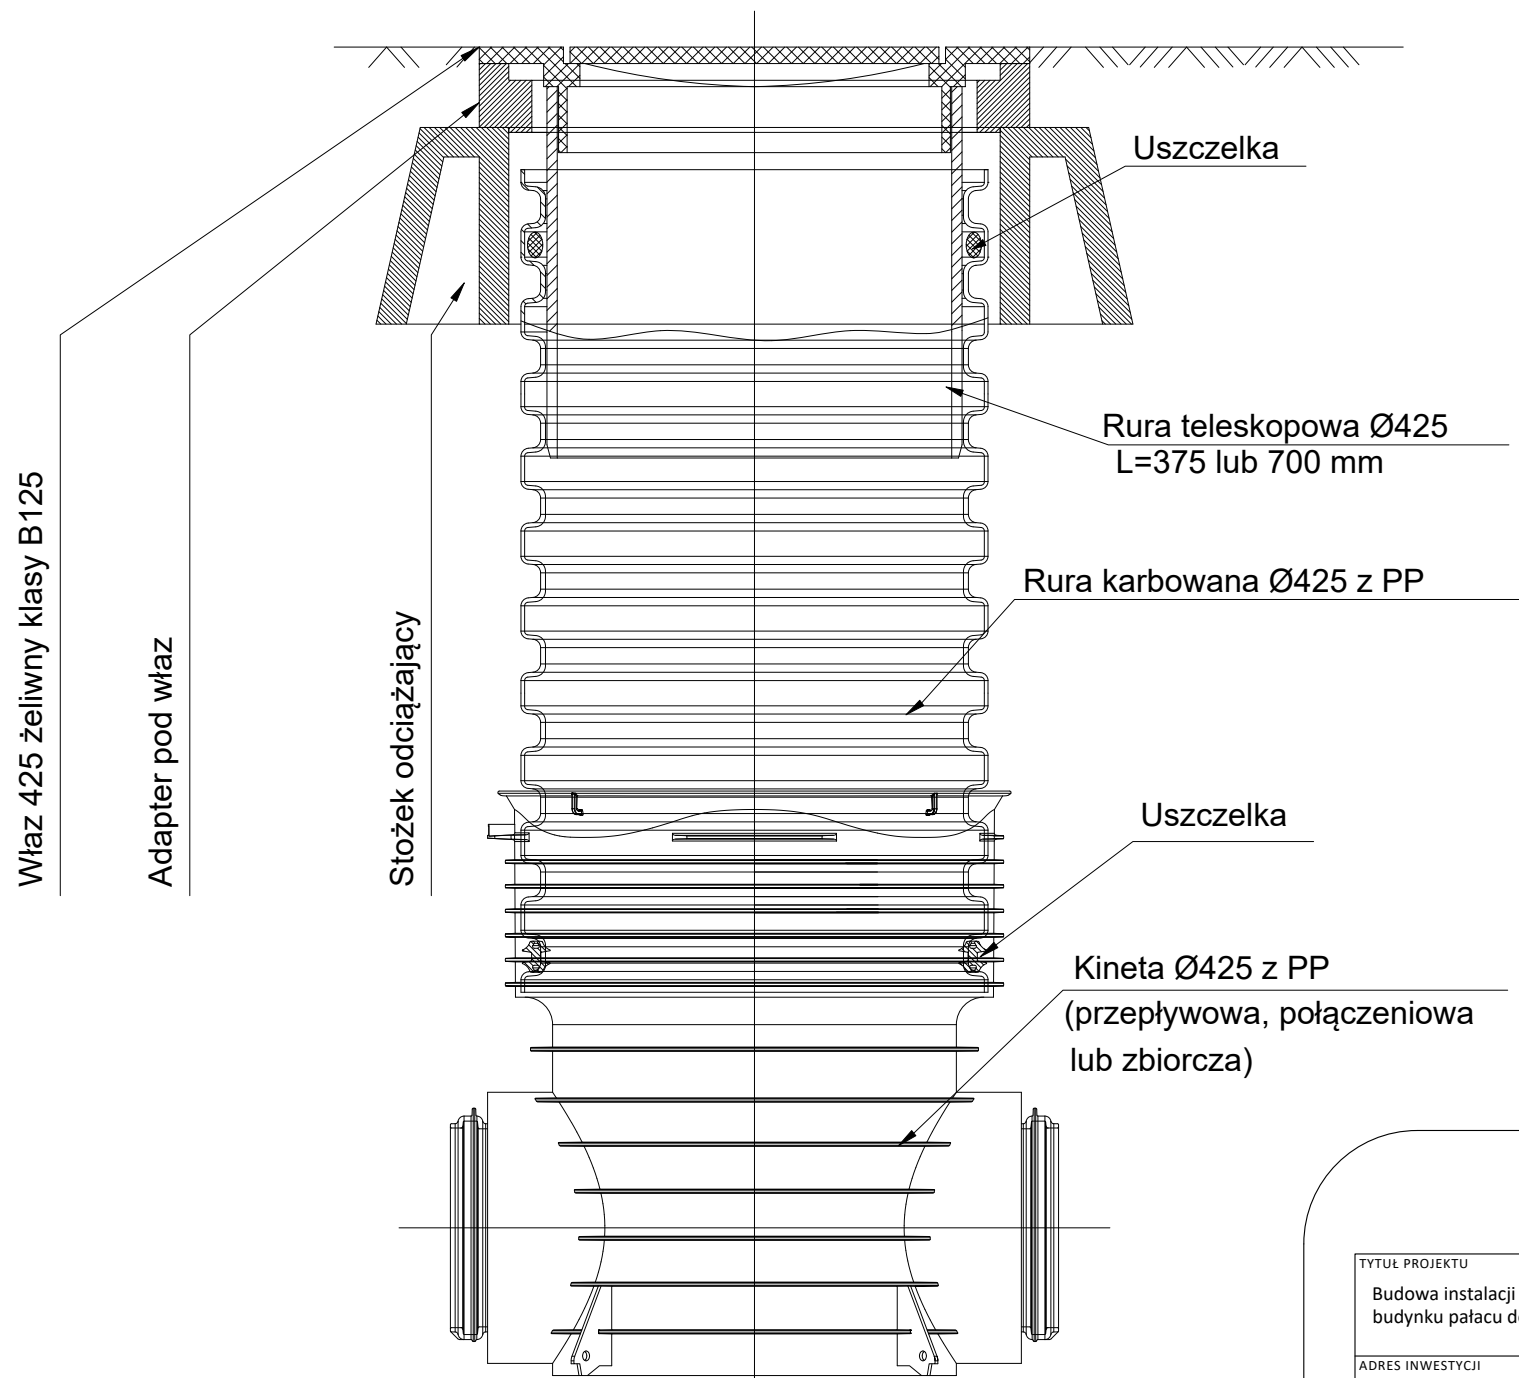 Uszczelka
Rura teleskopowa Ø425
L=375 lub 700 mm
Rura karbowana Ø425 z PP
Właz 425 żeliwny klasy B125
Adapter pod właz
Stożek odciążający
Uszczelka
Kineta Ø425 z PP
(przepływowa, połączeniowa
lub zbiorcza)
TYTUŁ PROJEKTU
Budowa instalacji
budynku pałacu
ADRES INWESTYCJI